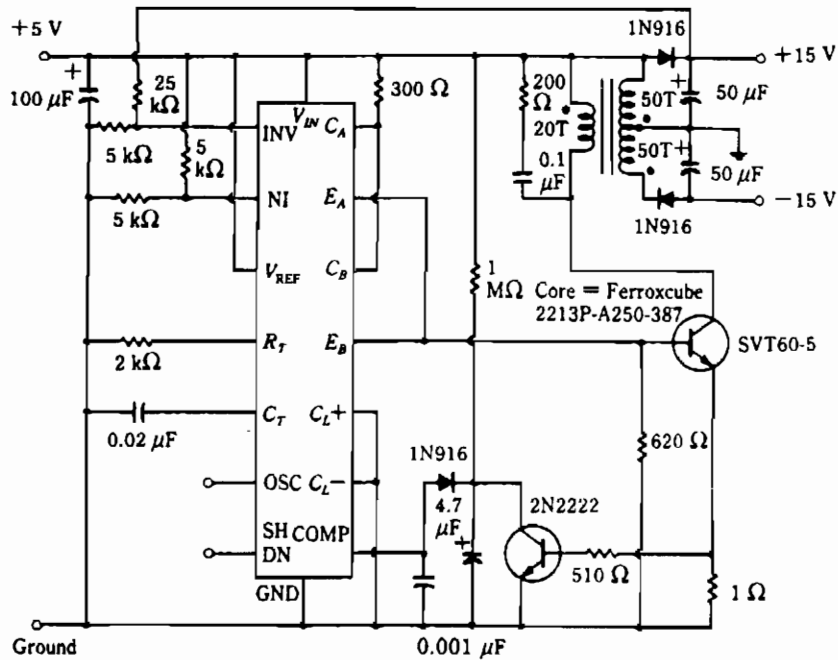 +5 V
1N916
+15 V
+
100 μF
25
kΩ
300 Ω
200
Ω
50T
+
50 μF
V_IN
INV
C_A
20T
5 kΩ
5
kΩ
50T
+
0.1
μF
50 μF
NI
E_A
5 kΩ
-15 V
1N916
V_REF
C_B
1
MΩ
Core = Ferroxcube
2213P-A250-387
R_T
E_B
SVT60-5
2 kΩ
C_T
C_L+
0.02 μF
620 Ω
1N916
OSC
C_L-
4.7
μF
2N2222
+
SH
DN
COMP
510 Ω
GND
1 Ω
Ground
0.001 μF